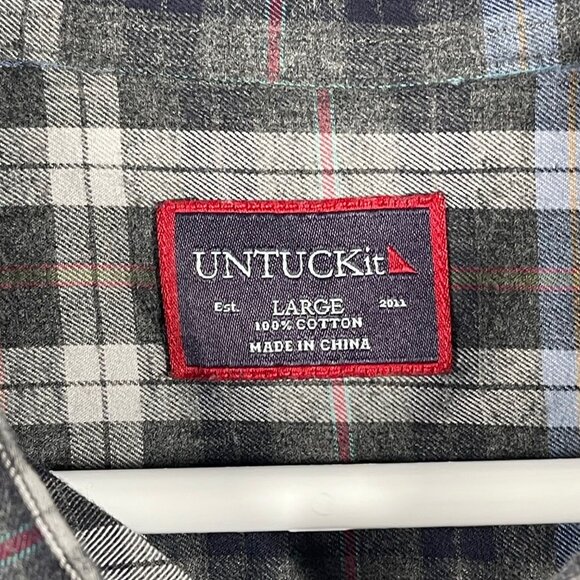 UNTUCKit
Est. LARGE 2011
100% COTTON
MADE IN CHINA